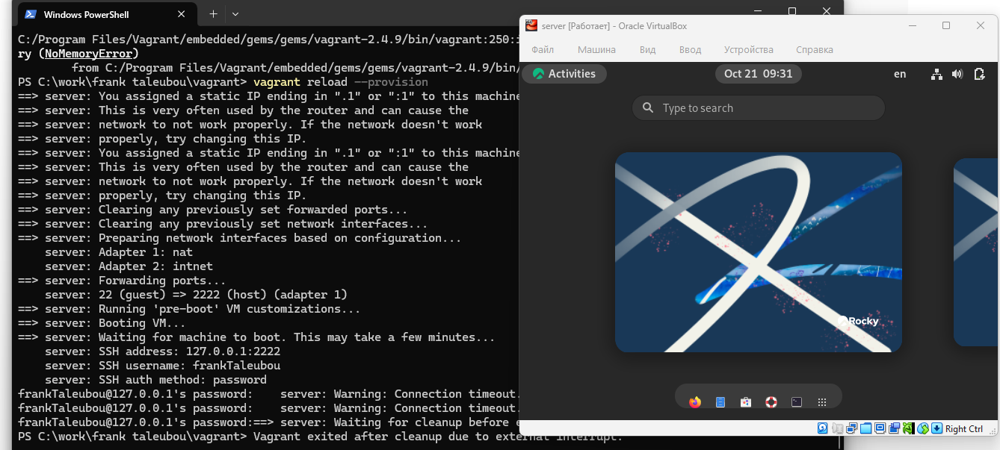 Windows PowerShell
C:/Program Files/Vagrant/embedded/gems/gems/vagrant-2.4.9/bin/vagrant:250:i
ry (NoMemoryError)
from C:/Program Files/Vagrant/embedded/gems/gems/vagrant-2.4.9/bin/
PS C:\work\frank taleubou\vagrant> vagrant reload --provision
==> server: You assigned a static IP ending in ".1" or ":1" to this machine
==> server: This is very often used by the router and can cause the
==> server: network to not work properly. If the network doesn't work
==> server: properly, try changing this IP.
==> server: You assigned a static IP ending in ".1" or ":1" to this machine
==> server: This is very often used by the router and can cause the
==> server: network to not work properly. If the network doesn't work
==> server: properly, try changing this IP.
==> server: Clearing any previously set forwarded ports...
==> server: Clearing any previously set network interfaces...
==> server: Preparing network interfaces based on configuration...
server: Adapter 1: nat
server: Adapter 2: intnet
==> server: Forwarding ports...
server: 22 (guest) => 2222 (host) (adapter 1)
==> server: Running 'pre-boot' VM customizations...
==> server: Booting VM...
==> server: Waiting for machine to boot. This may take a few minutes...
server: SSH address: 127.0.0.1:2222
server: SSH username: frankTaleubou
server: SSH auth method: password
frankTaleubou@127.0.0.1's password:    server: Warning: Connection timeout.
frankTaleubou@127.0.0.1's password:    server: Warning: Connection timeout.
frankTaleubou@127.0.0.1's password:==> server: Waiting for cleanup before e
PS C:\work\frank taleubou\vagrant> Vagrant exited after cleanup due to external interrupt.
server [Работает] - Oracle VirtualBox
Файл Машина Вид Ввод Устройства Справка
Activities Oct 21 09:31 en
Type to search
Rocky
Right Ctrl